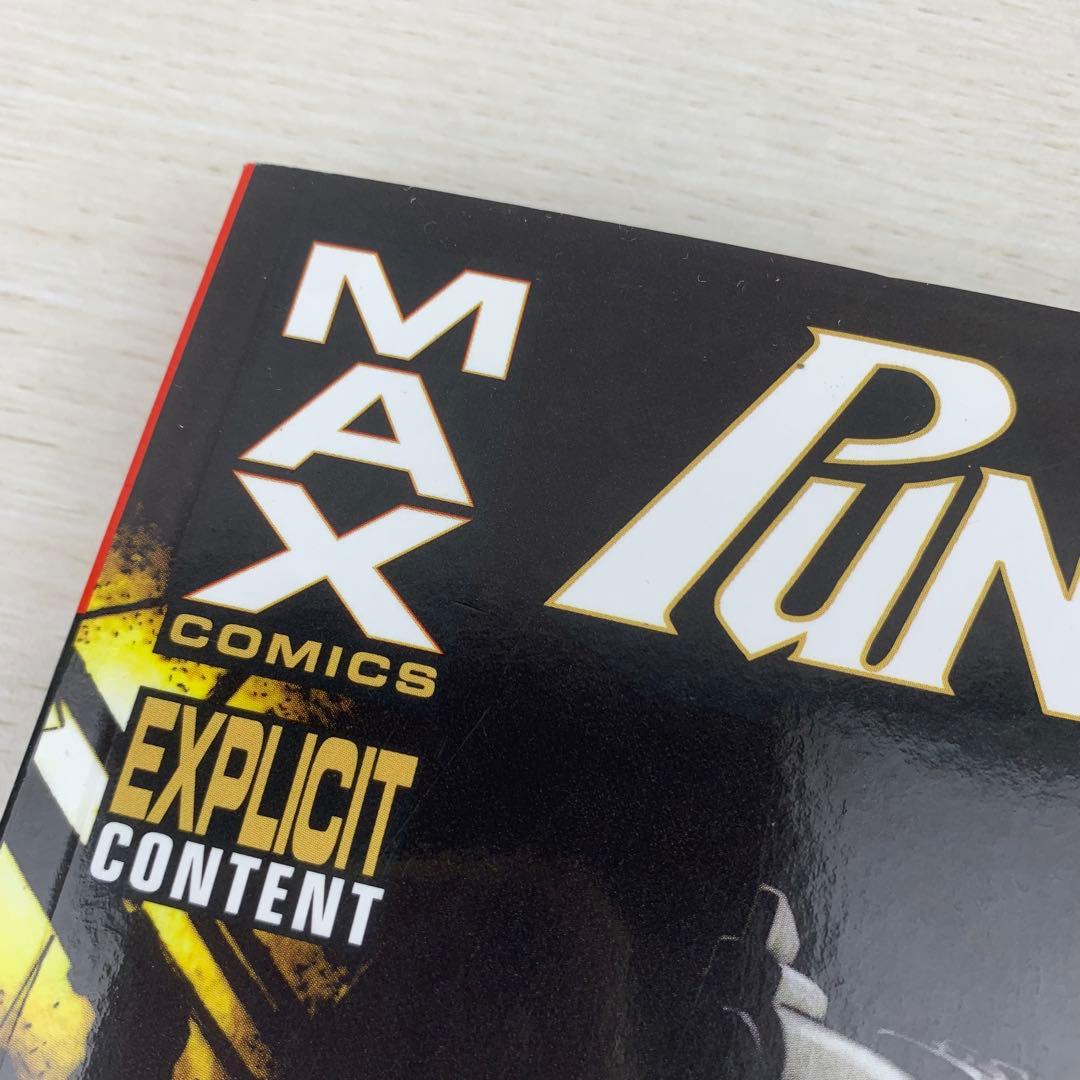 MAX
COMICS
EXPLICIT
CONTENT
PUN